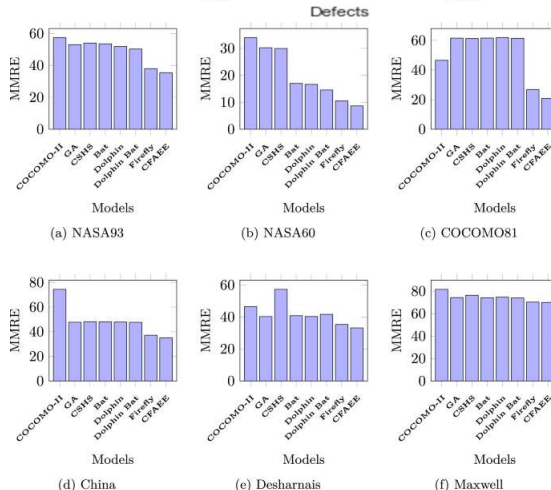 Defects
60
40
20
0
MMRE
COCOMO-II
GA
CSHS
Bat
Dolphin
Dolphin Bat
Firefly
CFAEE
Models
(a) NASA93
30
20
10
0
MMRE
COCOMO-II
GA
CSHS
Bat
Dolphin
Dolphin Bat
Firefly
CFAEE
Models
(b) NASA60
60
40
20
0
MMRE
COCOMO-II
GA
CSHS
Bat
Dolphin
Dolphin Bat
Firefly
CFAEE
Models
(c) COCOMO81
80
60
40
20
0
MMRE
COCOMO-II
GA
CSHS
Bat
Dolphin
Dolphin Bat
Firefly
CFAEE
Models
(d) China
60
40
20
0
MMRE
COCOMO-II
GA
CSHS
Bat
Dolphin
Dolphin Bat
Firefly
CFAEE
Models
(e) Desharnais
80
60
40
20
0
MMRE
COCOMO-II
GA
CSHS
Bat
Dolphin
Dolphin Bat
Firefly
CFAEE
Models
(f) Maxwell